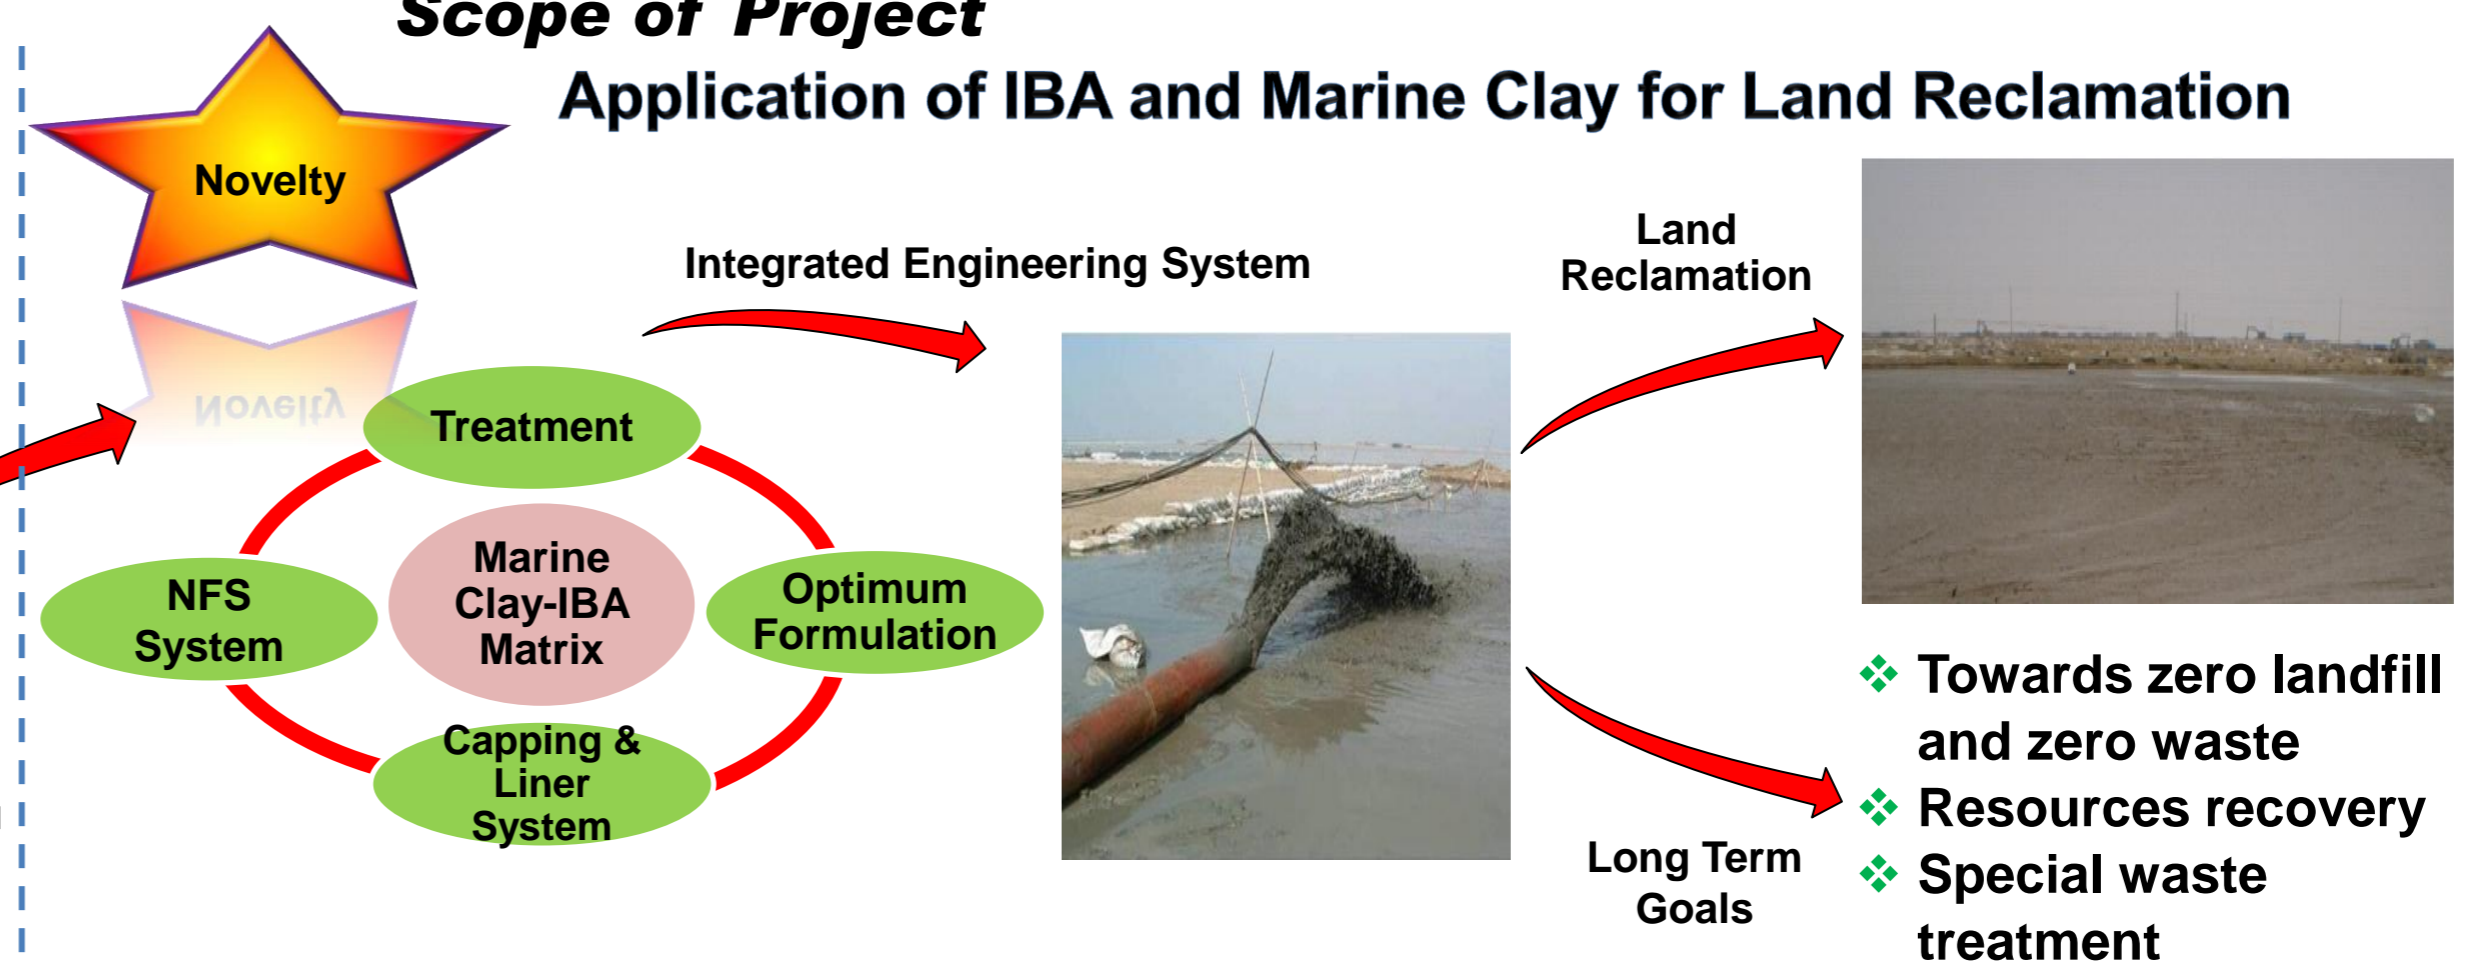 Scope of Project
Application of IBA and Marine Clay for Land Reclamation
Novelty
Integrated Engineering System
Land
Reclamation
Novelty
Treatment
NFS
System
Marine
Clay-IBA
Matrix
Optimum
Formulation
Capping &
Liner
System
Long Term
Goals
❖ Towards zero landfill
and zero waste
❖ Resources recovery
❖ Special waste
treatment